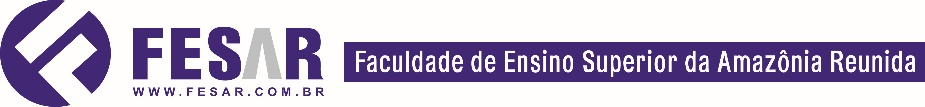 FESAR
WWW.FESAR.COM.BR
Faculdade de Ensino Superior da Amazônia Reunida